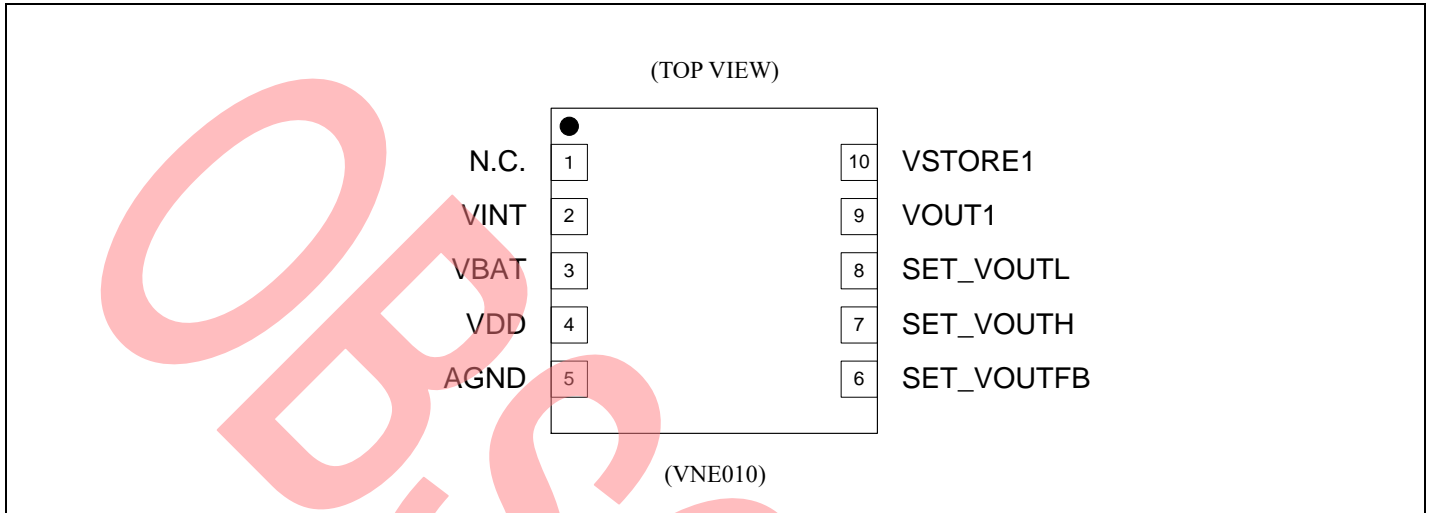 (TOP VIEW)
N.C. 1 10 VSTORE1
VINT 2 9 VOUT1
VBAT 3 8 SET_VOUTL
VDD 4 7 SET_VOUTH
AGND 5 6 SET_VOUTFB
(VNE010)